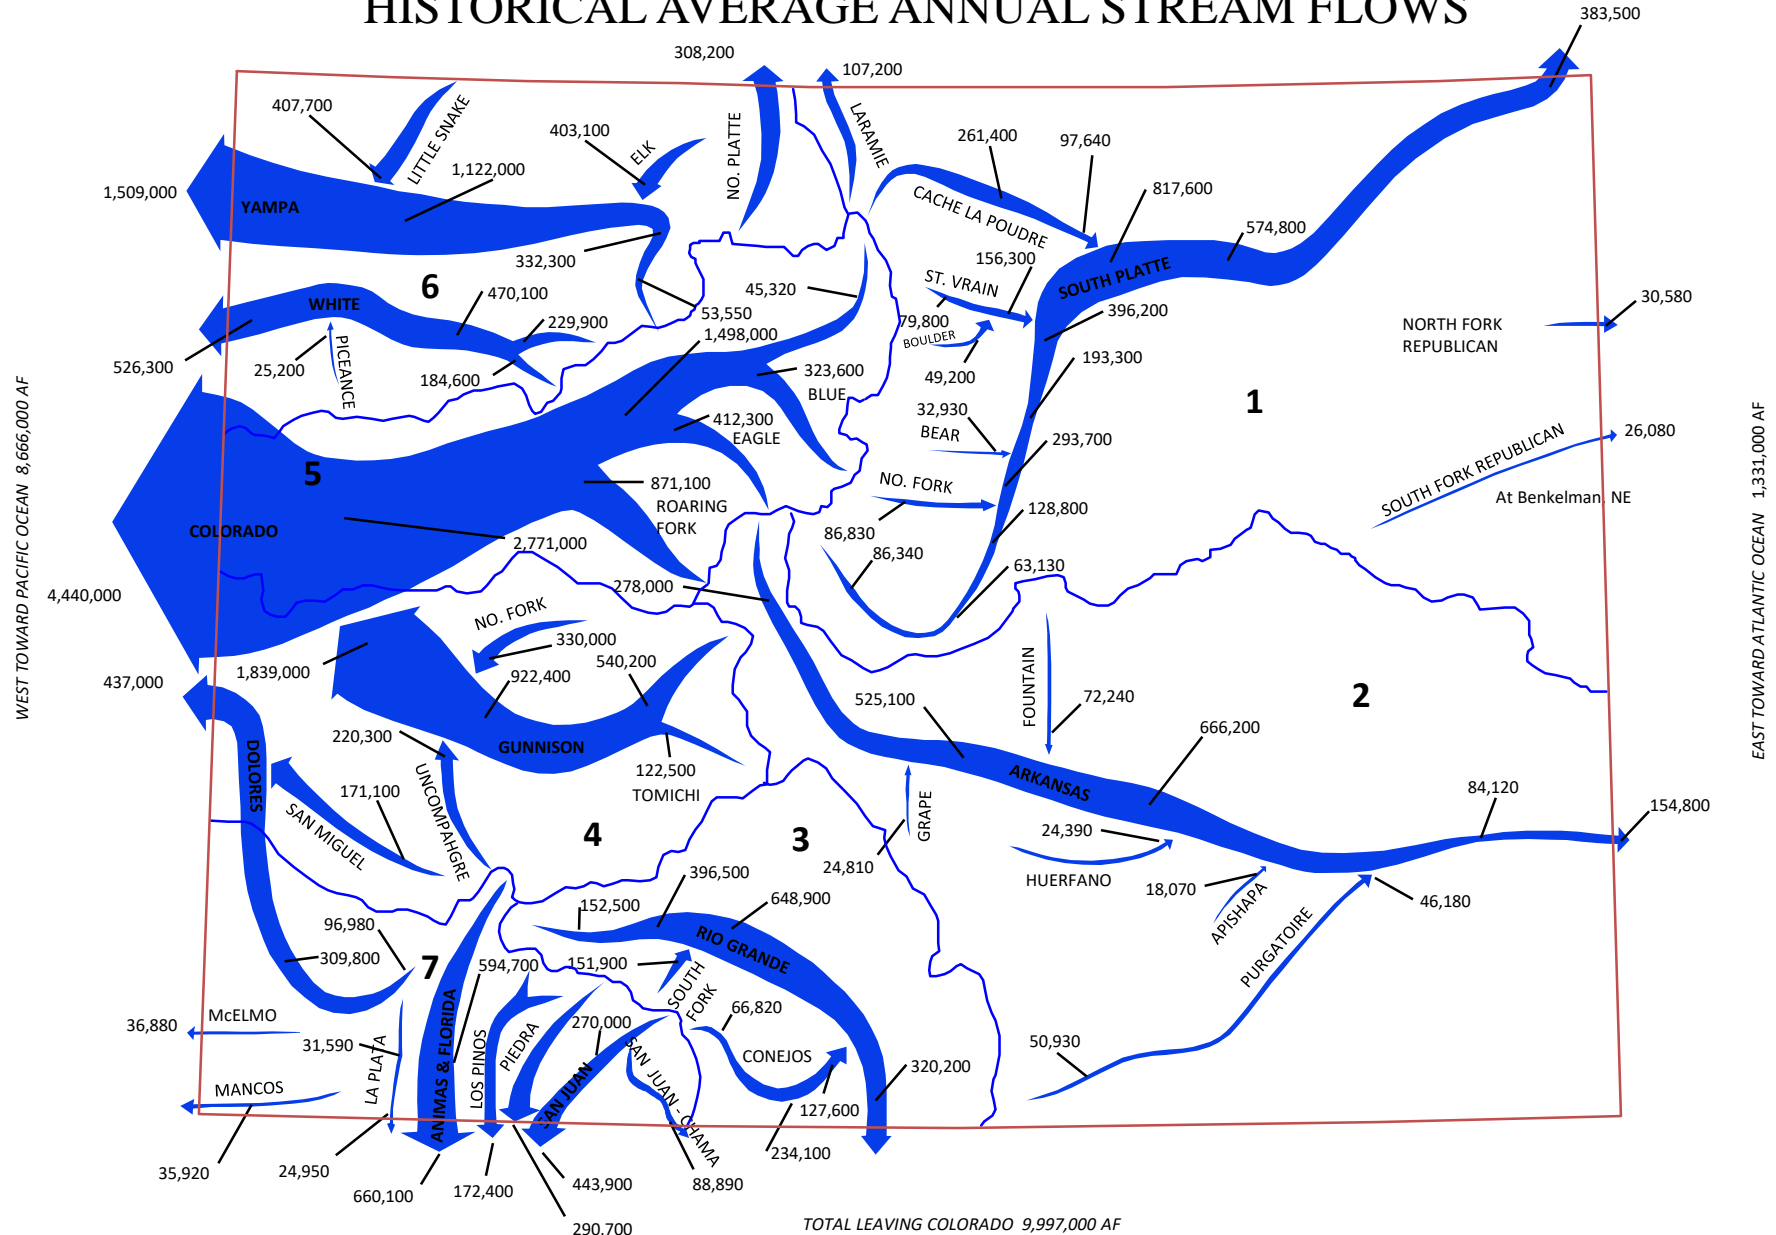 HISTORICAL AVERAGE ANNUAL STREAM FLOWS
383,500
308,200
107,200
407,700
LITTLE SNAKE
403,100
ELK
NO. PLATTE
LARAMIE
261,400
97,640
1,122,000
1,509,000
YAMPA
CACHE LA POUDRE
817,600
574,800
332,300
156,300
SOUTH PLATTE
6
ST. VRAIN
WHITE
470,100
45,320
53,550
229,900
1,498,000
79,800
BOULDER
396,200
30,580
NORTH FORK
REPUBLICAN
526,300
25,200
PICEANCE
184,600
323,600
BLUE
49,200
193,300
1
412,300
EAGLE
32,930
BEAR
293,700
26,080
SOUTH FORK REPUBLICAN
At Benkelman, NE
5
871,100
ROARING
FORK
NO. FORK
128,800
COLORADO
2,771,000
86,830
86,340
63,130
4,440,000
278,000
WEST TOWARD PACIFIC OCEAN 8,666,000 AF
EAST TOWARD ATLANTIC OCEAN 1,331,000 AF
NO. FORK
330,000
540,200
1,839,000
922,400
437,000
FOUNTAIN
72,240
525,100
2
666,200
220,300
GUNNISON
DOLORES
122,500
TOMICHI
ARKANSAS
171,100
SAN MIGUEL
UNCOMPAHGRE
84,120
154,800
4
3
GRAPE
24,810
24,390
HUERFANO
18,070
APISHAPA
46,180
PURGATOIRE
396,500
648,900
152,500
RIO GRANDE
96,980
309,800
7
594,700
151,900
SOUTH
FORK
McELMO
36,880
31,590
LA PLATA
ANIMAS & FLORIDA
LOS PINOS
PIEDRA
270,000
SAN JUAN
SAN JUAN - CHAMA
66,820
CONEJOS
50,930
320,200
127,600
MANCOS
35,920
24,950
660,100
172,400
443,900
290,700
88,890
234,100
TOTAL LEAVING COLORADO 9,997,000 AF